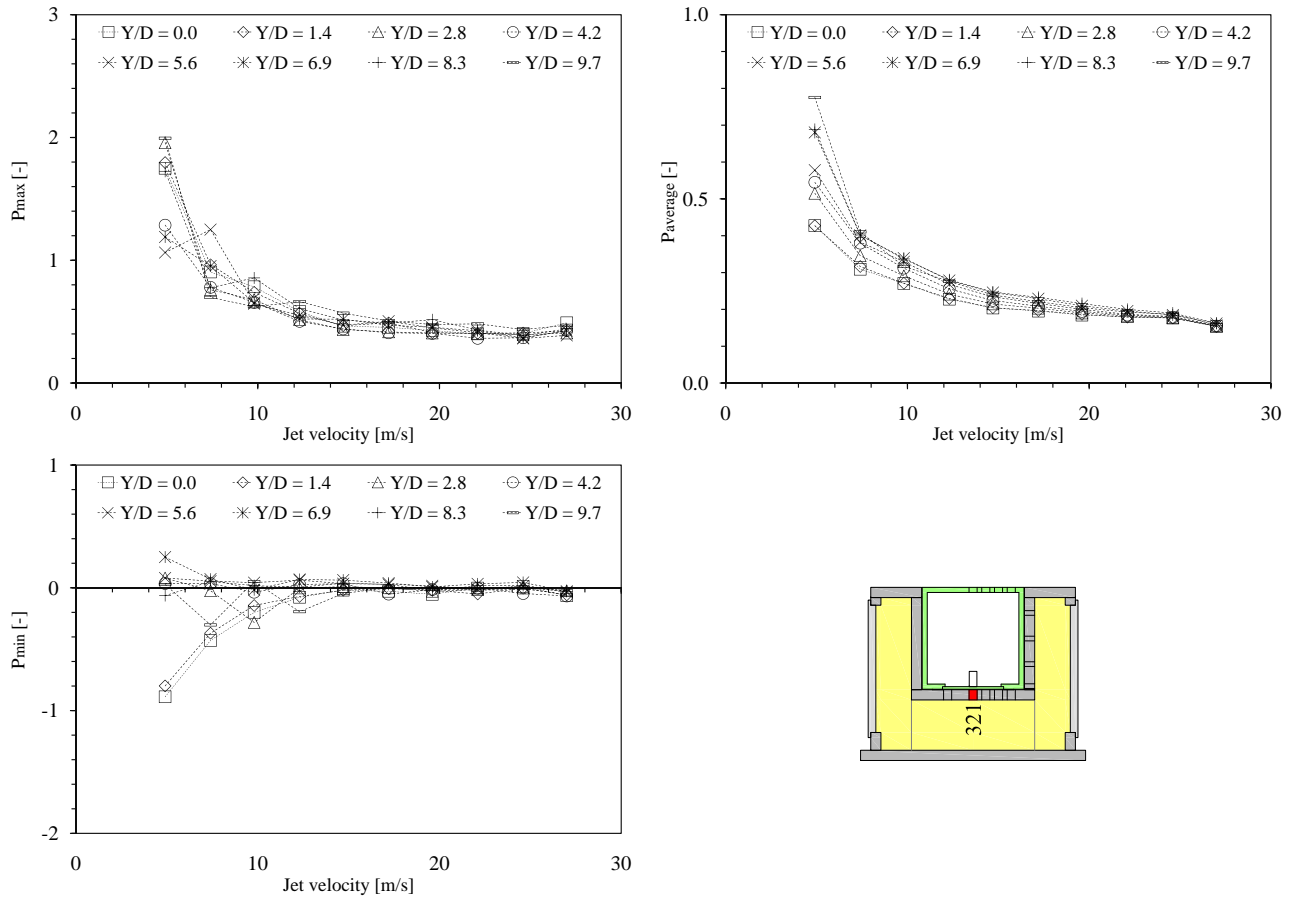 3
2
1
0
0
10
20
30
Pmax [-]
Jet velocity [m/s]
Y/D = 0.0 Y/D = 1.4 Y/D = 2.8 Y/D = 4.2
Y/D = 5.6 Y/D = 6.9 Y/D = 8.3 Y/D = 9.7
1.0
0.5
0.0
0
10
20
30
Paverage [-]
Jet velocity [m/s]
Y/D = 0.0 Y/D = 1.4 Y/D = 2.8 Y/D = 4.2
Y/D = 5.6 Y/D = 6.9 Y/D = 8.3 Y/D = 9.7
1
0
-1
-2
0
10
20
30
Pmin [-]
Jet velocity [m/s]
Y/D = 0.0 Y/D = 1.4 Y/D = 2.8 Y/D = 4.2
Y/D = 5.6 Y/D = 6.9 Y/D = 8.3 Y/D = 9.7
321